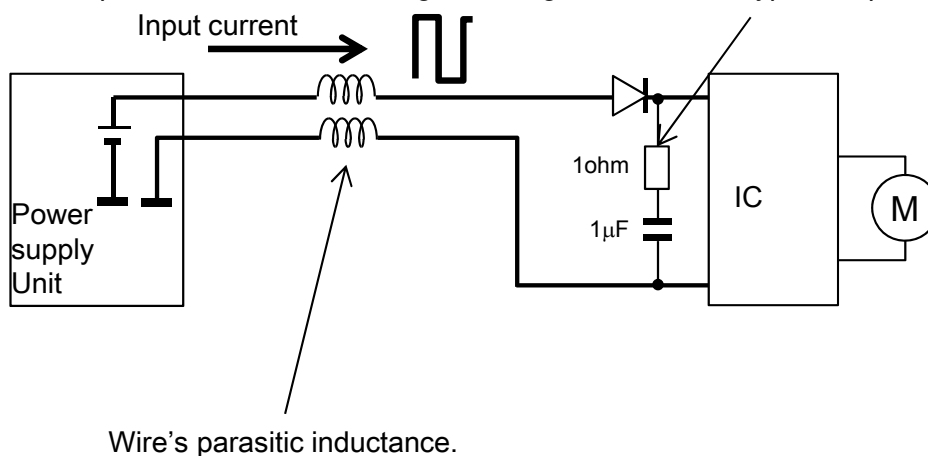 Input current
1ohm
1μF
IC
M
Power
supply
Unit
Wire's parasitic inductance.